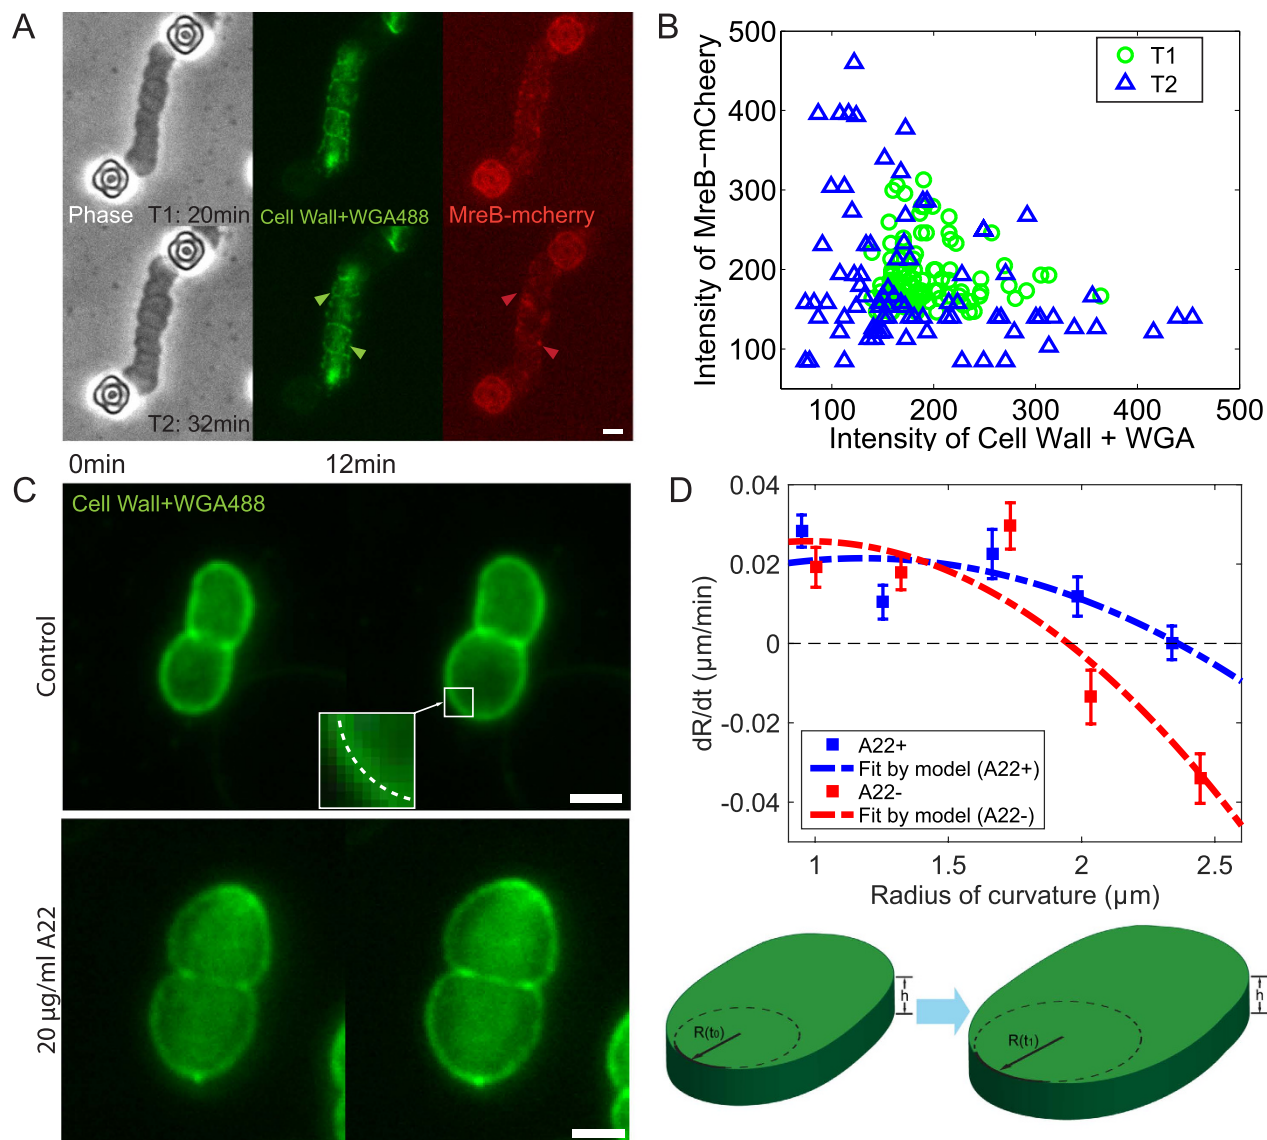 A
Phase
T1: 20min
Cell Wall+WGA488
MreB-mcherry
T2: 32min
B
Intensity of MreB−mCheery
500
400
300
200
100
T1
T2
100
200
300
400
500
Intensity of Cell Wall + WGA
0min
12min
C
Cell Wall+WGA488
Control
20 µg/ml A22
D
dR/dt (µm/min)
0.04
0.02
0
-0.02
-0.04
A22+
Fit by model (A22+)
A22-
Fit by model (A22-)
1
1.5
2
2.5
Radius of curvature (µm)
h
h
R(t₀)
R(t₁)